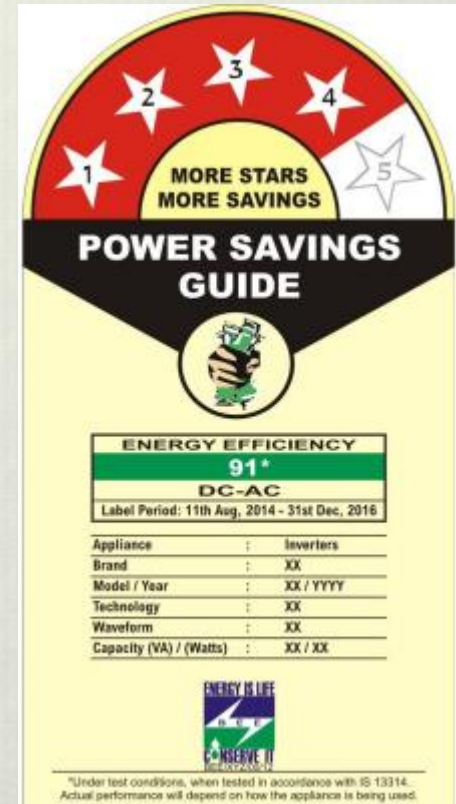 1 2 3 4 5
MORE STARS
MORE SAVINGS
POWER SAVINGS
GUIDE
ENERGY EFFICIENCY
91*
DC-AC
Label Period: 11th Aug, 2014 - 31st Dec, 2016
Appliance : Inverters
Brand : XX
Model / Year : XX / YYYY
Technology : XX
Waveform : XX
Capacity (VA) / (Watts) : XX / XX
ENERGY IS LIFE
BEE
CONSERVE IT
*Under test conditions, when tested in accordance with IS 13314.
Actual performance will depend on how the appliance is being used.